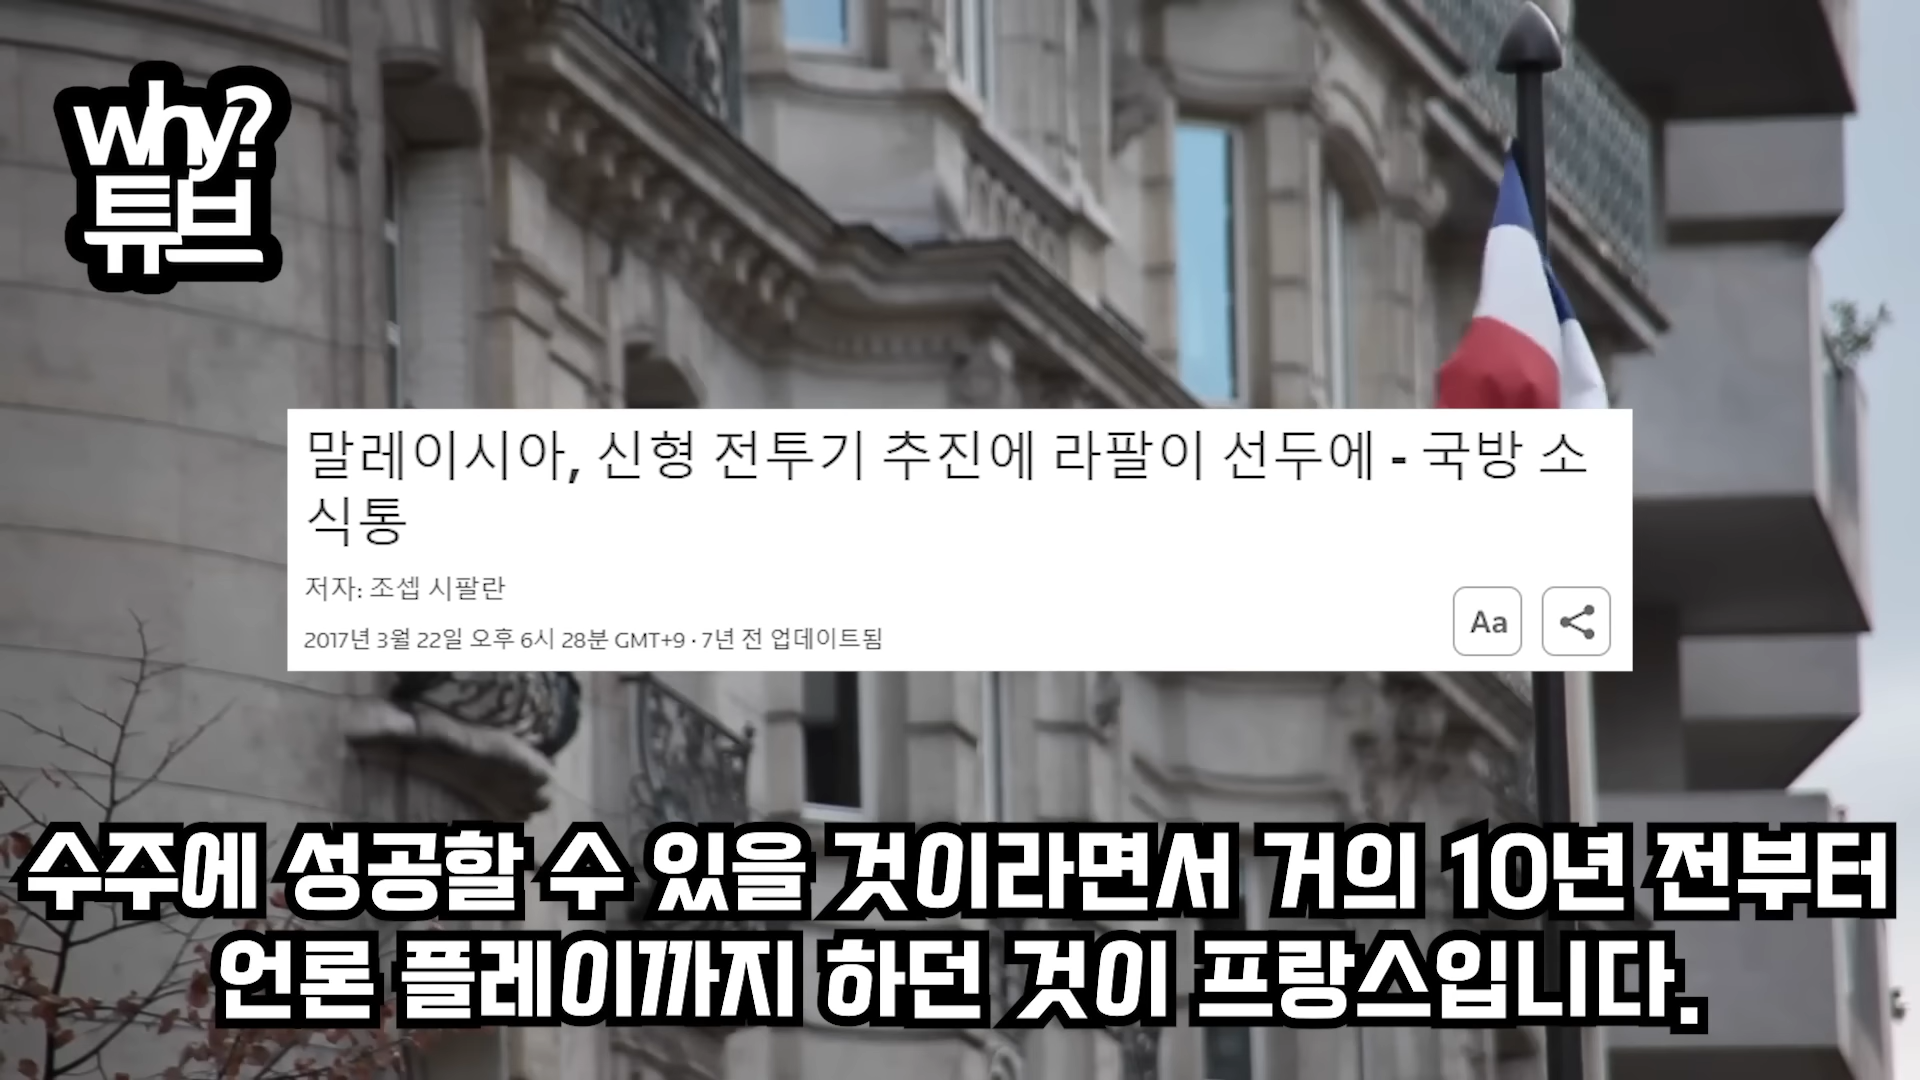 why?
튜브
말레이시아, 신형 전투기 추진에 라팔이 선두에 - 국방 소
식통
저자: 조셉 시팔란
2017년 3월 22일 오후 6시 28분 GMT+9 · 7년 전 업데이트됨
Aa
수주에 성공할 수 있을 것이라면서 거의 10년 전부터
언론 플레이까지 하던 것이 프랑스입니다.